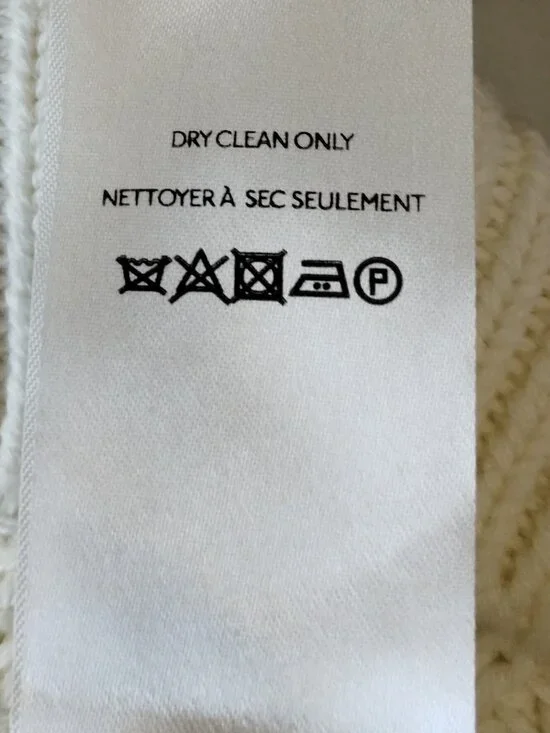 DRY CLEAN ONLY
NETTOYER À SEC SEULEMENT
P